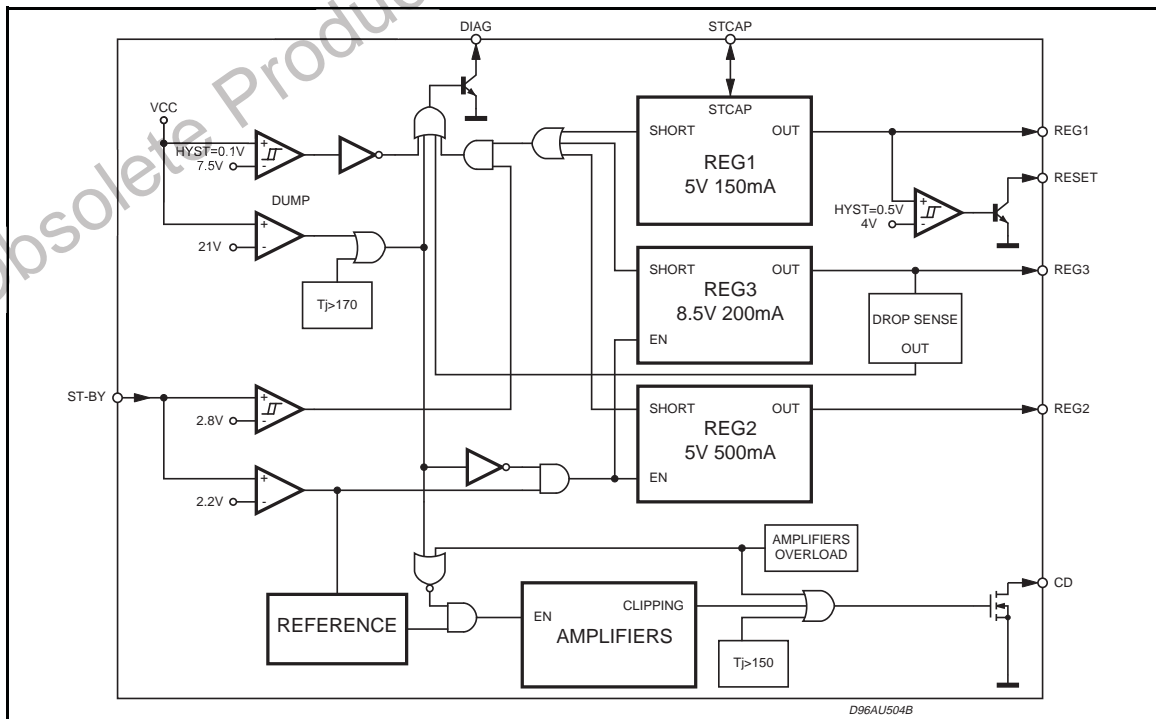 Obsolete Produc
DIAG
STCAP
VCC
STCAP
SHORT
OUT
REG1
REG1
5V 150mA
HYST=0.1V
7.5V
+
-
RESET
DUMP
HYST=0.5V
4V
+
-
+
21V
-
SHORT
OUT
REG3
REG3
8.5V 200mA
Tj>170
DROP SENSE
OUT
EN
ST-BY
+
2.8V
-
SHORT
OUT
REG2
REG2
5V 500mA
EN
+
2.2V
-
AMPLIFIERS
OVERLOAD
CD
REFERENCE
EN
CLIPPING
AMPLIFIERS
Tj>150
D96AU504B